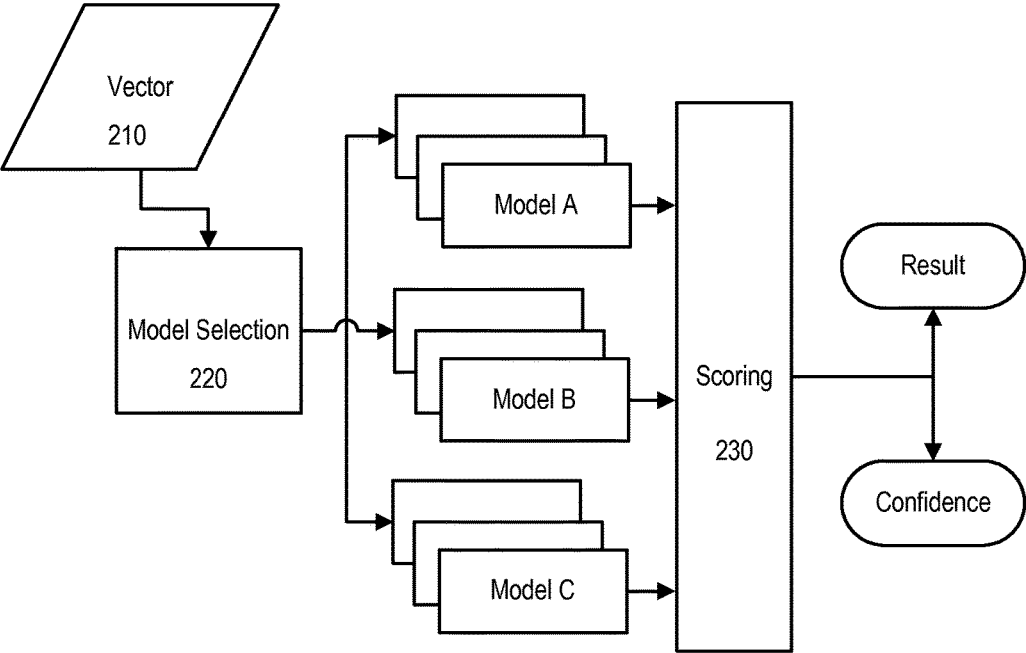 Vector
210
Model Selection
220
Model A
Model B
Model C
Scoring
230
Result
Confidence